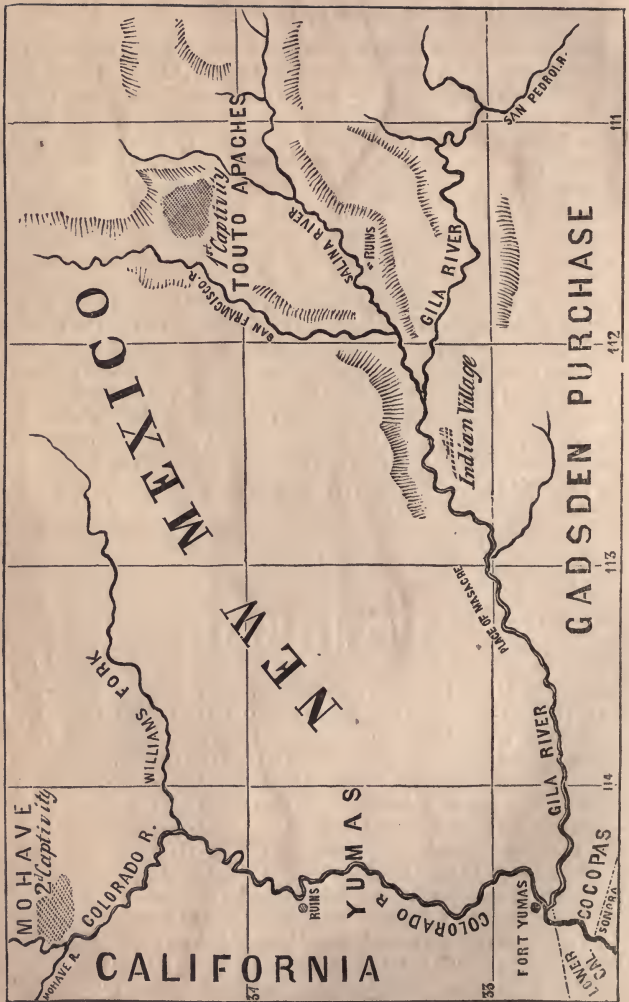 MOHAVE
2d Captivity
MOHAVE R.
COLORADO R.
WILLIAMS FORK
NEW MEXICO
SAN FRANCISCO. R.
1st Captivity
TOUTO APACHES
SALINA RIVER
RUINS
GILA RIVER
SAN PEDRO. R.
111
112
113
114
34
33
Indian Village
PLACE OF MASACRE
GADSDEN PURCHASE
GILA RIVER
YUMAS
RUINS
COLORADO R
CALIFORNIA
FORT YUMAS
COCOPAS
SONORA
LOWER
CAL.